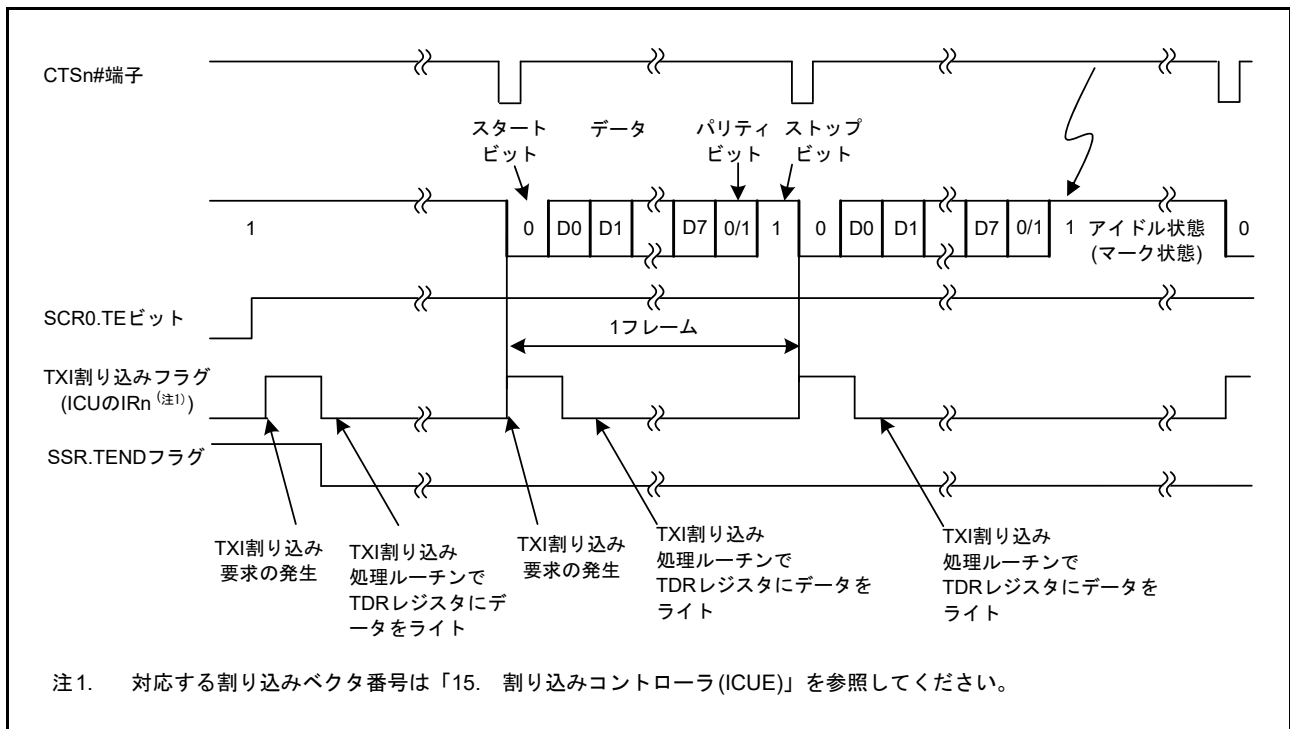 CTSn#端子
スタート
ビット
データ
パリティ
ビット
ストップ
ビット
1
0
D0
D1
D7
0/1
1
0
D0
D1
D7
0/1
1
アイドル状態
(マーク状態)
0
SCR0.TEビット
1フレーム
TXI割り込みフラグ
(ICUのIRn (注1))
SSR.TENDフラグ
TXI割り込み
要求の発生
TXI割り込み
処理ルーチンで
TDRレジスタにデ
ータをライト
TXI割り込み
要求の発生
TXI割り込み
処理ルーチンで
TDRレジスタにデータを
ライト
TXI割り込み
処理ルーチンで
TDRレジスタにデータを
ライト
注1. 対応する割り込みベクタ番号は「15. 割り込みコントローラ(ICUE)」を参照してください。